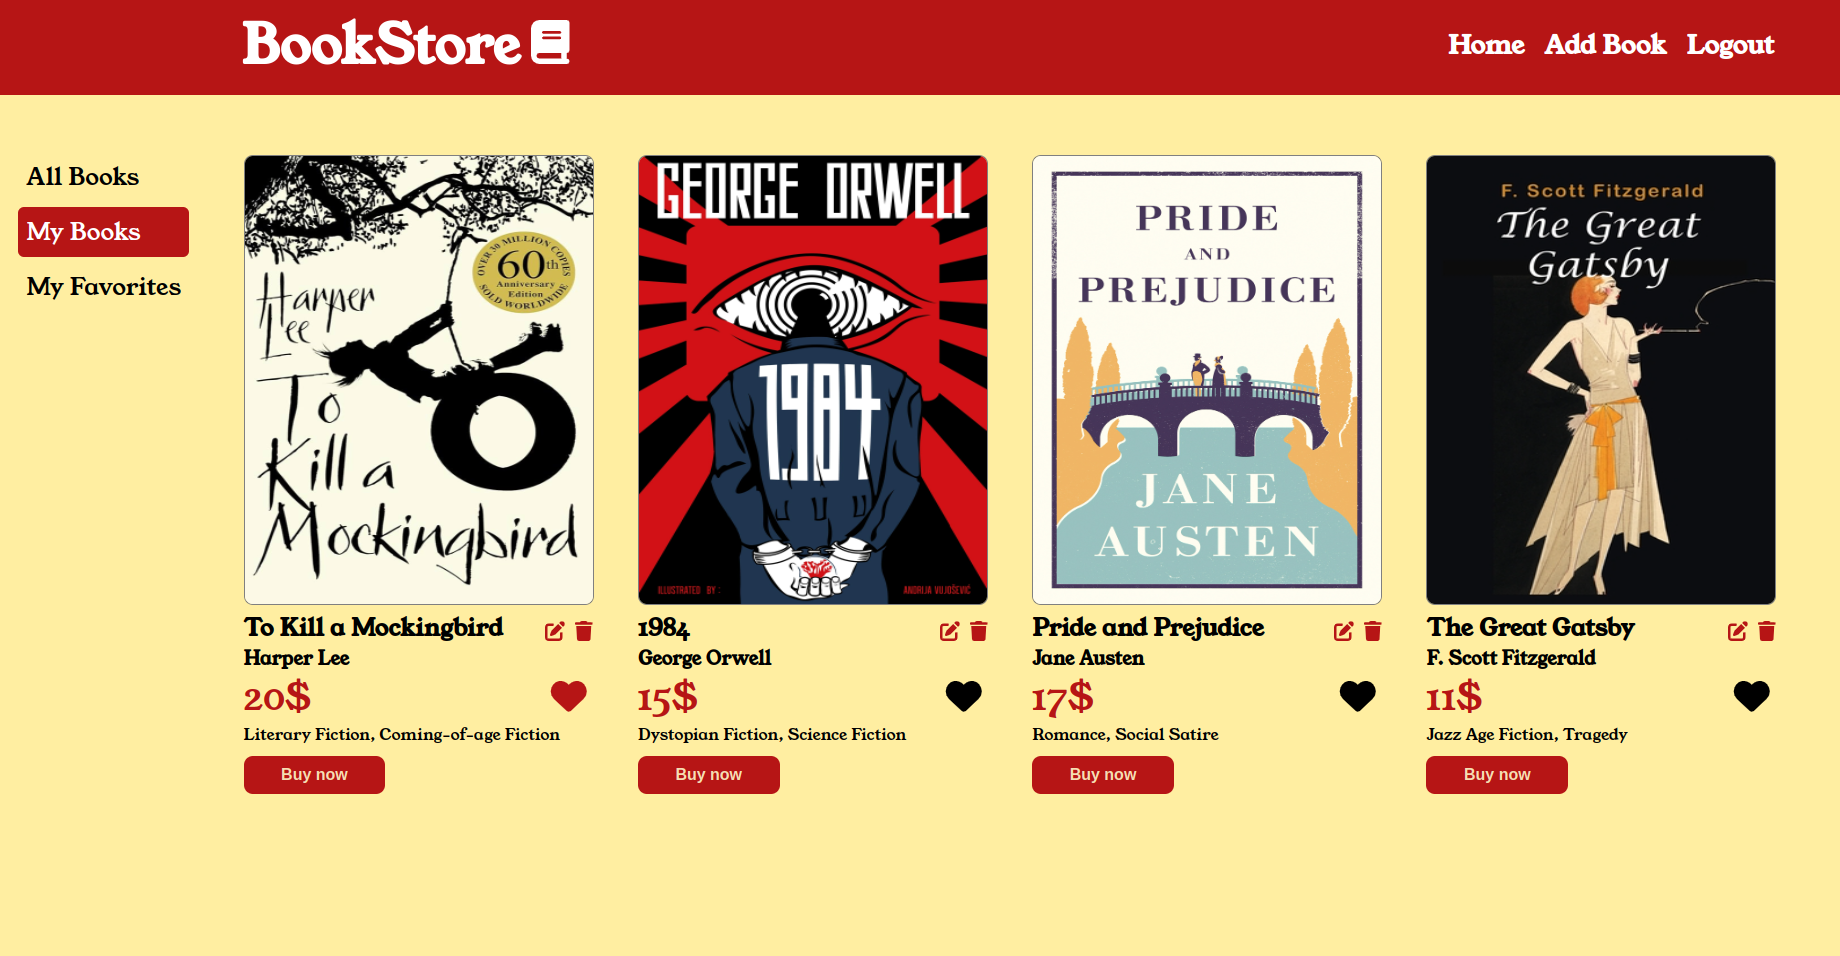 BookStore
Home Add Book Logout
All Books
My Books
My Favorites
Harper
Lee
To
Kill a
Mockingbird
OVER 30 MILLION COPIES
60th
Anniversary
Edition
SOLD WORLDWIDE
To Kill a Mockingbird
Harper Lee
20$
Literary Fiction, Coming-of-age Fiction
Buy now
GEORGE ORWELL
1984
ILLUSTRATED BY: ANDRIJA VUJOŠEVIĆ
1984
George Orwell
15$
Dystopian Fiction, Science Fiction
Buy now
PRIDE
AND
PREJUDICE
JANE
AUSTEN
Pride and Prejudice
Jane Austen
17$
Romance, Social Satire
Buy now
F. Scott Fitzgerald
The Great
Gatsby
The Great Gatsby
F. Scott Fitzgerald
11$
Jazz Age Fiction, Tragedy
Buy now